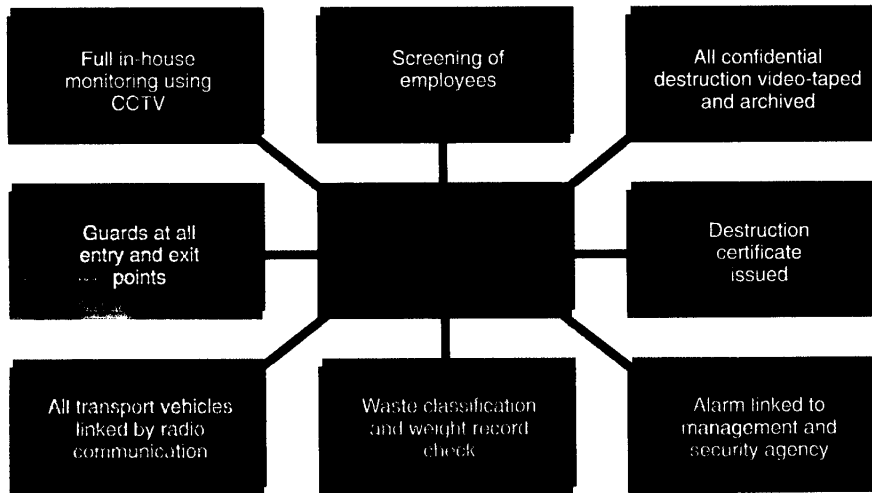 Full in-house
monitoring using
CCTV
Screening of
employees
All confidential
destruction video-taped
and archived
Guards at all
entry and exit
points
Destruction
certificate
issued
All transport vehicles
linked by radio
communication
Waste classification
and weight record
check
Alarm linked to
management and
security agency